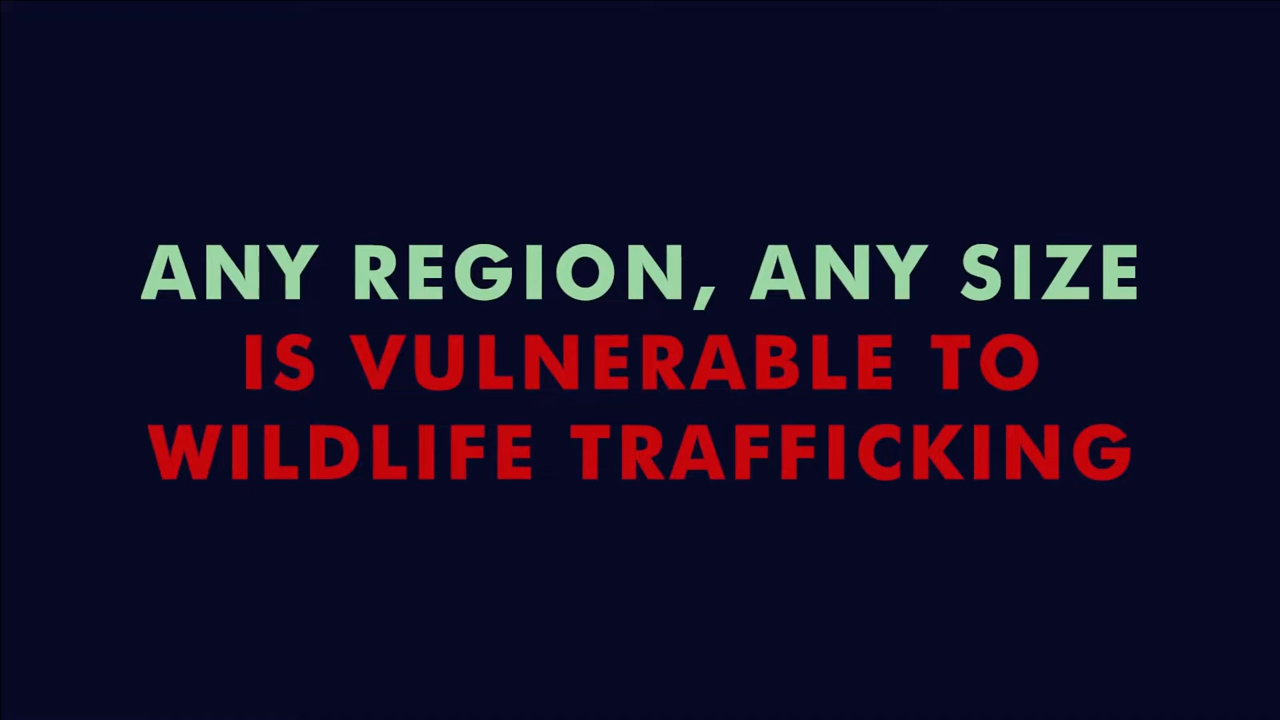 ANY REGION, ANY SIZE
IS VULNERABLE TO
WILDLIFE TRAFFICKING